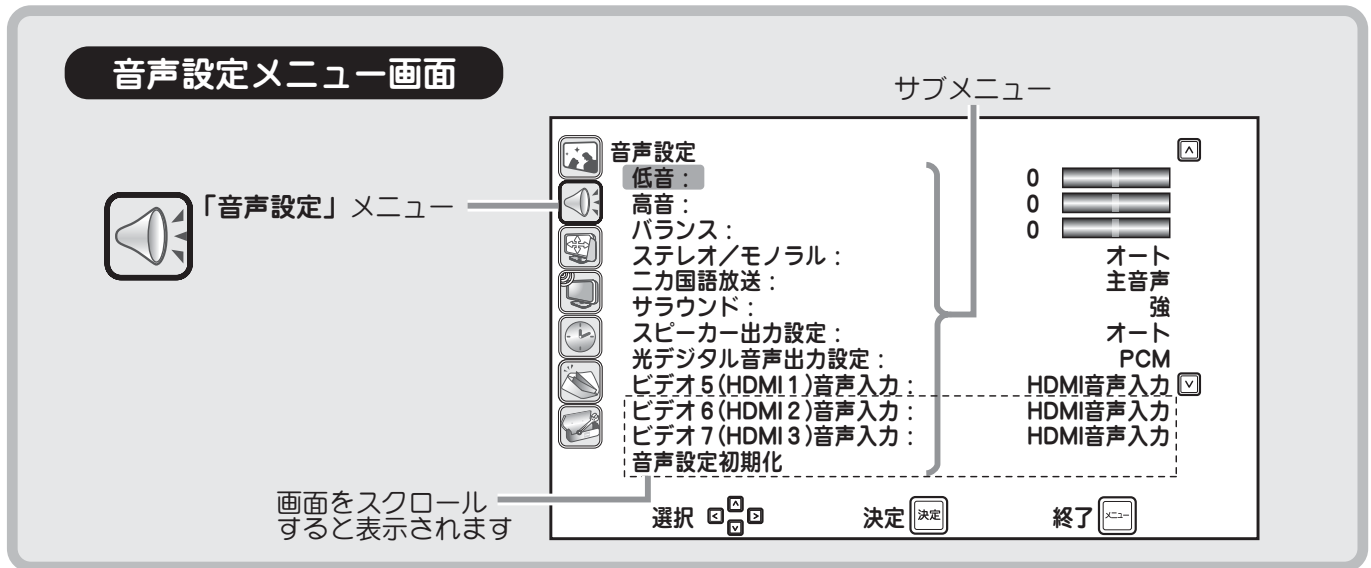 音声設定メニュー画面
サブメニュー
「音声設定」メニュー
音声設定
低音： 0
高音： 0
バランス： 0
ステレオ／モノラル： オート
二カ国語放送： 主音声
サラウンド： 強
スピーカー出力設定： オート
光デジタル音声出力設定： PCM
ビデオ5(HDMI1)音声入力： HDMI音声入力
ビデオ6(HDMI2)音声入力： HDMI音声入力
ビデオ7(HDMI3)音声入力： HDMI音声入力
音声設定初期化
画面をスクロール
すると表示されます
選択 決定 決定 終了 メニュー